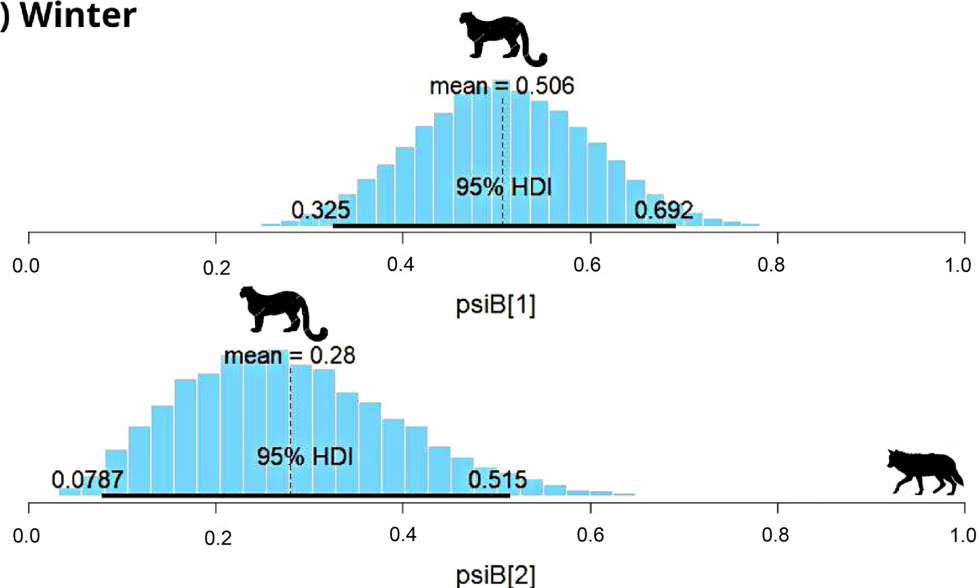 ) Winter
mean = 0.506
95% HDI
0.325 0.692
0.0 0.2 0.4 0.6 0.8 1.0
psiB[1]
mean = 0.28
95% HDI
0.0787 0.515
0.0 0.2 0.4 0.6 0.8 1.0
psiB[2]